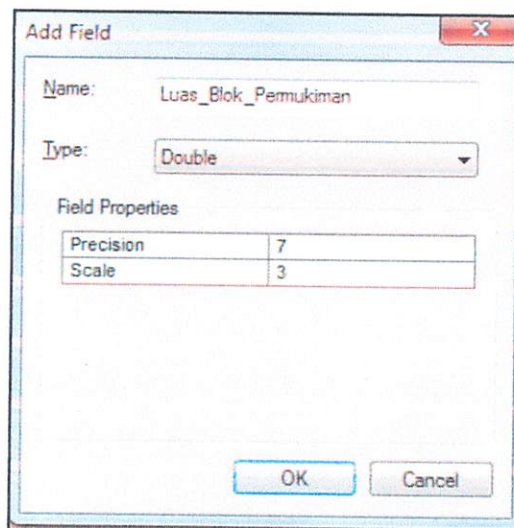 Add Field
Name: Luas_Blok_Permukiman
Type: Double
Field Properties
Precision 7
Scale 3
OK Cancel